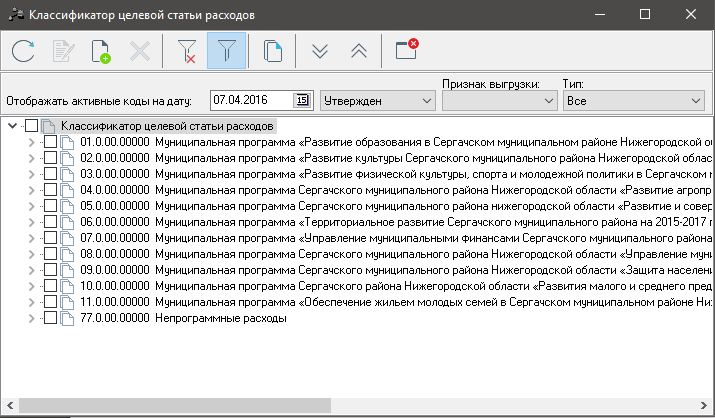 Классификатор целевой статьи расходов
Признак выгрузки: Тип:
Отображать активные коды на дату: 07.04.2016 15 Утвержден Все
Классификатор целевой статьи расходов
01.0.00.00000 Муниципальная программа «Развитие образования в Сергачском муниципальном районе Нижегородской
02.0.00.00000 Муниципальная программа «Развитие культуры Сергачского муниципального района Нижегородской облас
03.0.00.00000 Муниципальная программа «Развитие физической культуры, спорта и молодежной политики в Сергачском
04.0.00.00000 Муниципальная программа Сергачского муниципального района Нижегородской области «Развитие агропр
05.0.00.00000 Муниципальная программа Сергачского муниципального района нижегородской области «Развитие и совер
06.0.00.00000 Муниципальная программа «Территориальное развитие Сергачского муниципального района на 2015-2017
07.0.00.00000 Муниципальная программа «Управление муниципальными финансами Сергачского муниципального района
08.0.00.00000 Муниципальная программа Сергачского муниципального района Нижегородской области «Управление мун
09.0.00.00000 Муниципальная программа Сергачского муниципального района Нижегородской области «Защита населени
10.0.00.00000 Муниципальная программа Сергачского района Нижегородской области «Развития малого и среднего пред
11.0.00.00000 Муниципальная программа «Обеспечение жильем молодых семей в Сергачском муниципальном районе Ни
77.0.00.00000 Непрограммные расходы